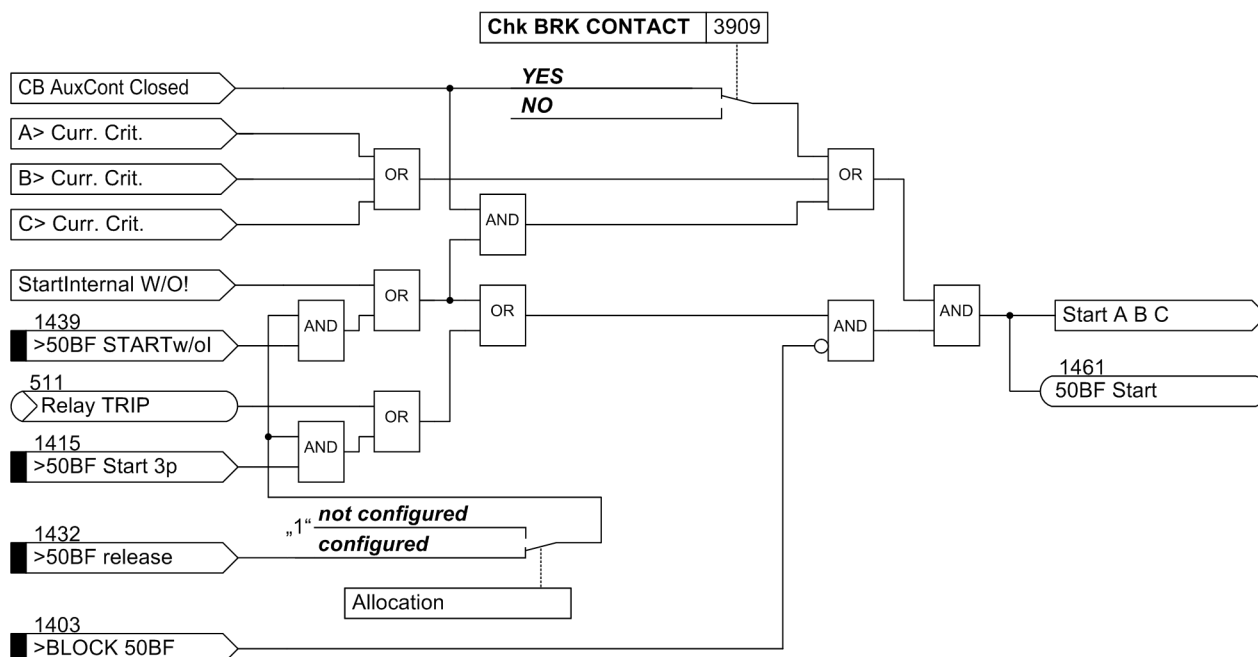 Chk BRK CONTACT 3909
CB AuxCont Closed
YES
NO
A> Curr. Crit.
B> Curr. Crit.
C> Curr. Crit.
OR
OR
AND
StartInternal W/O!
OR
OR
1439
>50BF STARTw/oI
AND
AND
AND
Start A B C
511
Relay TRIP
OR
1461
50BF Start
1415
>50BF Start 3p
AND
„1“ not configured
configured
1432
>50BF release
Allocation
1403
>BLOCK 50BF